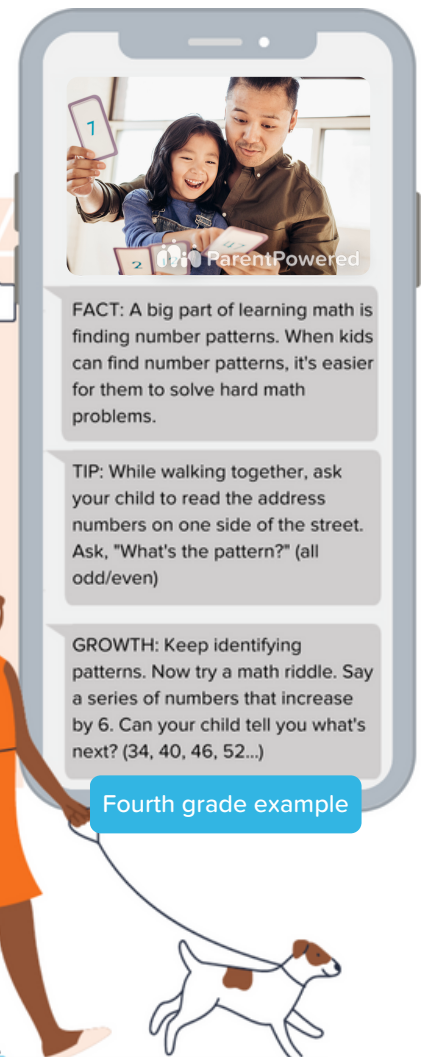 7
2
42
ParentPowered
FACT: A big part of learning math is
finding number patterns. When kids
can find number patterns, it's easier
for them to solve hard math
problems.
TIP: While walking together, ask
your child to read the address
numbers on one side of the street.
Ask, "What's the pattern?" (all
odd/even)
GROWTH: Keep identifying
patterns. Now try a math riddle. Say
a series of numbers that increase
by 6. Can your child tell you what's
next? (34, 40, 46, 52...)
Fourth grade example